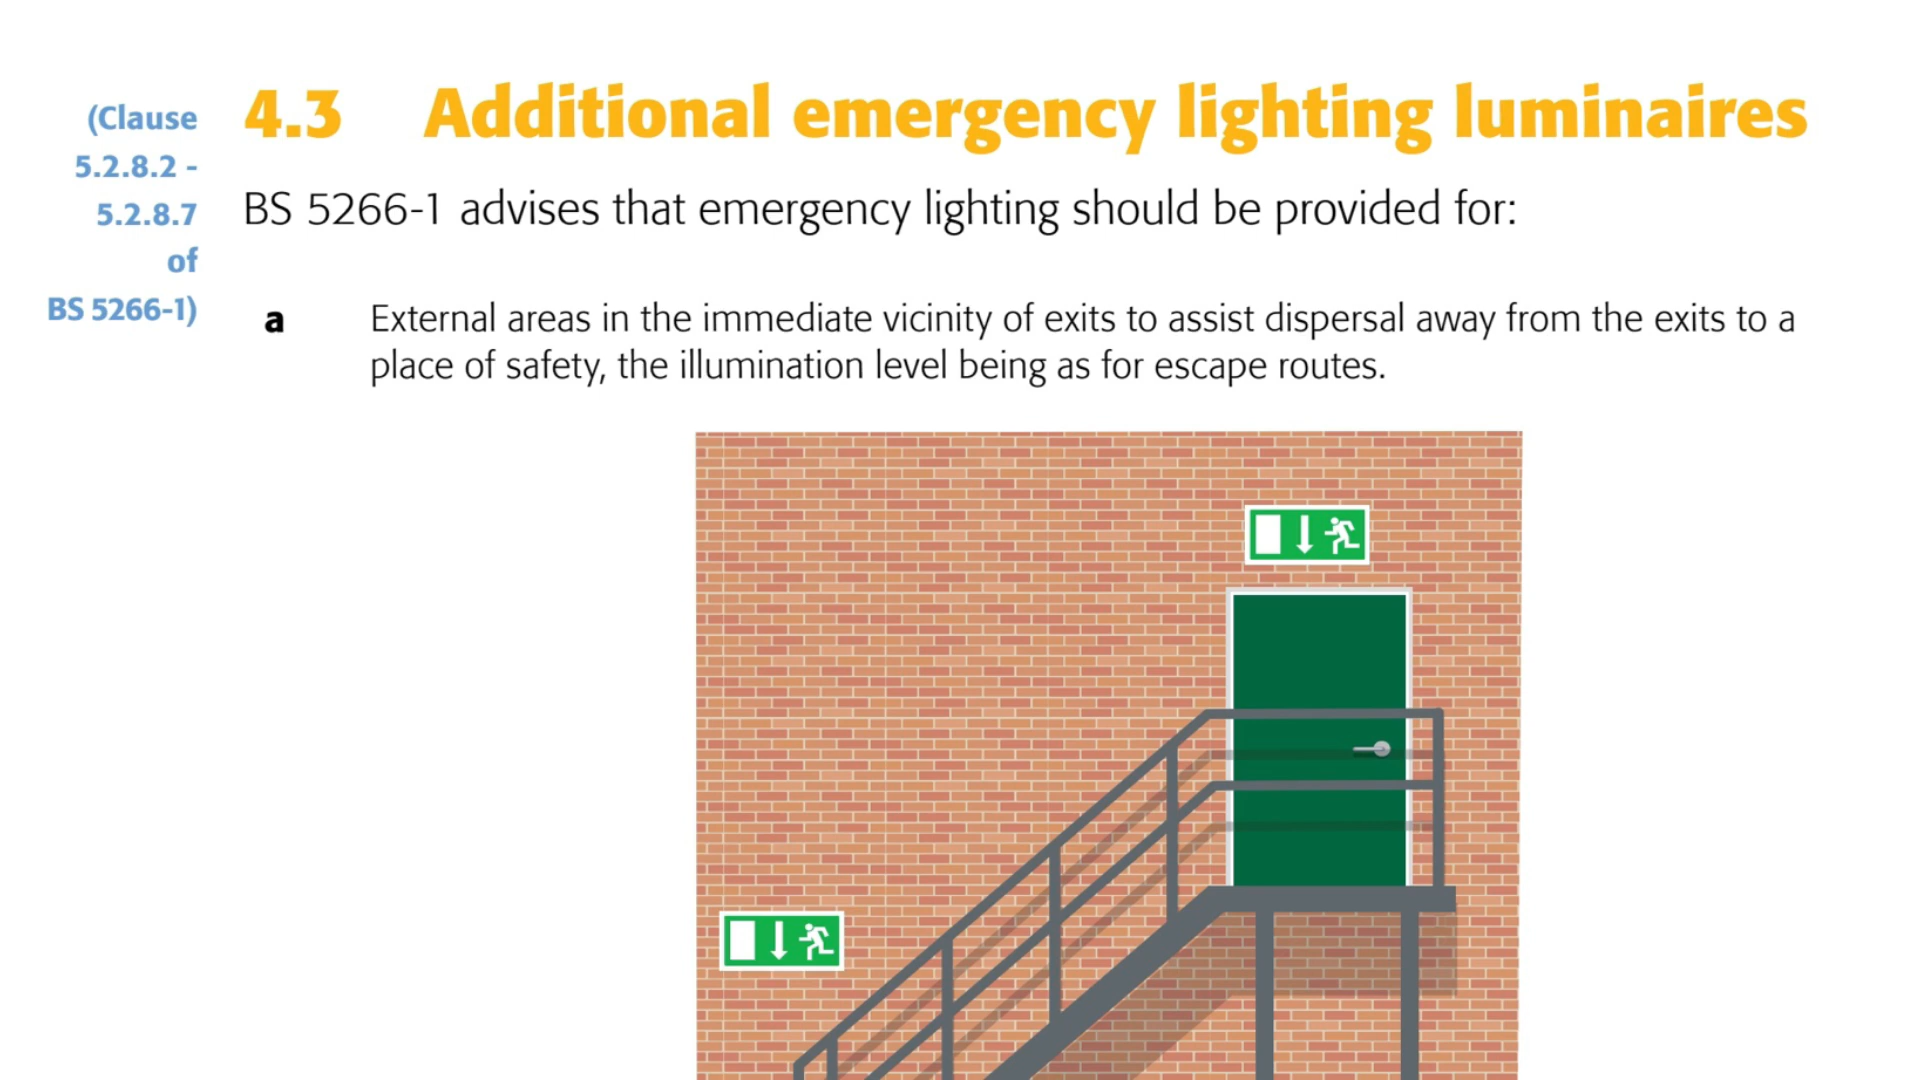 (Clause
5.2.8.2 -
5.2.8.7
of
BS 5266-1)
4.3 Additional emergency lighting luminaires
BS 5266-1 advises that emergency lighting should be provided for:
a External areas in the immediate vicinity of exits to assist dispersal away from the exits to a
place of safety, the illumination level being as for escape routes.